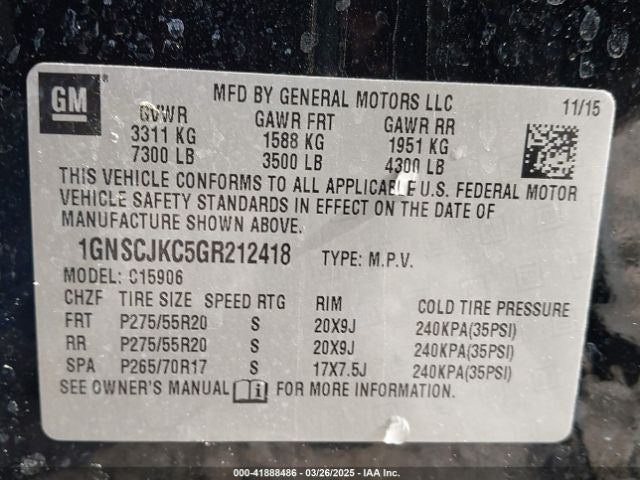 GM
MFD BY GENERAL MOTORS LLC 11/15
GVWR GAWR FRT GAWR RR
3311 KG 1588 KG 1951 KG
7300 LB 3500 LB 4300 LB
THIS VEHICLE CONFORMS TO ALL APPLICABLE U.S. FEDERAL MOTOR
VEHICLE SAFETY STANDARDS IN EFFECT ON THE DATE OF
MANUFACTURE SHOWN ABOVE.
1GNSCJKC5GR212418 TYPE: M.P.V.
MODEL: C15906
CHZF TIRE SIZE SPEED RTG RIM COLD TIRE PRESSURE
FRT P275/55R20 S 20X9J 240KPA(35PSI)
RR P275/55R20 S 20X9J 240KPA(35PSI)
SPA P265/70R17 S 17X7.5J 240KPA(35PSI)
SEE OWNER'S MANUAL i FOR MORE INFORMATION.
000-41888486 — 03/26/2025 — IAA Inc.